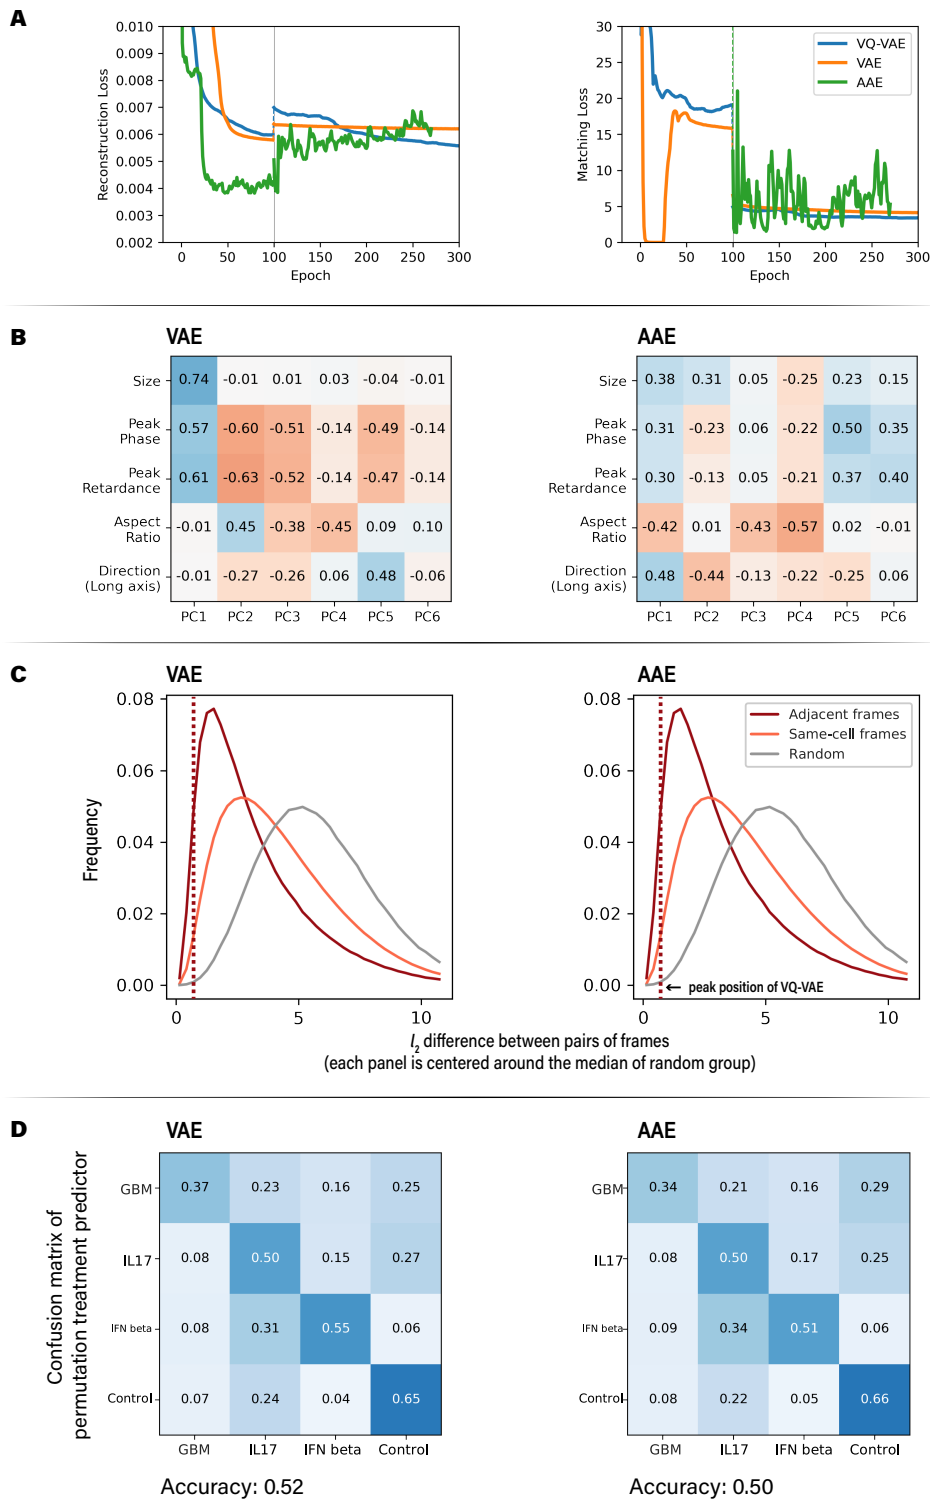 A
0.010
0.009
0.008
0.007
0.006
0.005
0.004
0.003
0.002
Reconstruction Loss
0 50 100 150 200 250 300
Epoch
30
25
20
15
10
5
0
Matching Loss
0 50 100 150 200 250 300
Epoch
VQ-VAE
VAE
AAE
B
VAE
Size 0.74 -0.01 0.01 0.03 -0.04 -0.01
Peak
Phase 0.57 -0.60 -0.51 -0.14 -0.49 -0.14
Peak
Retardance 0.61 -0.63 -0.52 -0.14 -0.47 -0.14
Aspect
Ratio -0.01 0.45 -0.38 -0.45 0.09 0.10
Direction
(Long axis) -0.01 -0.27 -0.26 0.06 0.48 -0.06
PC1 PC2 PC3 PC4 PC5 PC6
AAE
Size 0.38 0.31 0.05 -0.25 0.23 0.15
Peak
Phase 0.31 -0.23 0.06 -0.22 0.50 0.35
Peak
Retardance 0.30 -0.13 0.05 -0.21 0.37 0.40
Aspect
Ratio -0.42 0.01 -0.43 -0.57 0.02 -0.01
Direction
(Long axis) 0.48 -0.44 -0.13 -0.22 -0.25 0.06
PC1 PC2 PC3 PC4 PC5 PC6
C
VAE
0.08
0.06
0.04
0.02
0.00
Frequency
0 5 10
AAE
0.08
0.06
0.04
0.02
0.00
Adjacent frames
Same-cell frames
Random
← peak position of VQ-VAE
0 5 10
l2 difference between pairs of frames
(each panel is centered around the median of random group)
D
Confusion matrix of
permutation treatment predictor
VAE
GBM 0.37 0.23 0.16 0.25
IL17 0.08 0.50 0.15 0.27
IFN beta 0.08 0.31 0.55 0.06
Control 0.07 0.24 0.04 0.65
GBM IL17 IFN beta Control
Accuracy: 0.52
AAE
GBM 0.34 0.21 0.16 0.29
IL17 0.08 0.50 0.17 0.25
IFN beta 0.09 0.34 0.51 0.06
Control 0.08 0.22 0.05 0.66
GBM IL17 IFN beta Control
Accuracy: 0.50